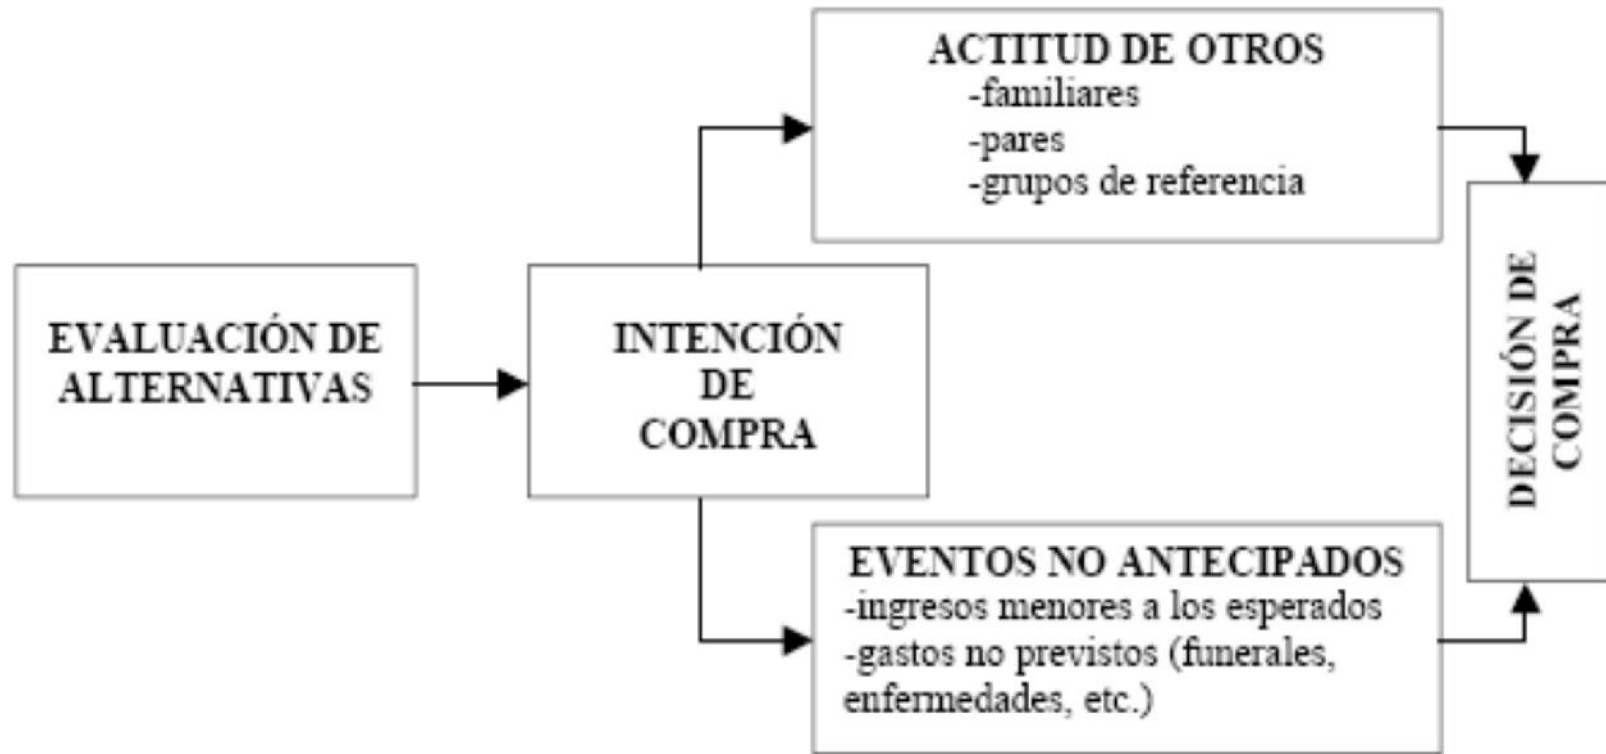 EVALUACIÓN DE
ALTERNATIVAS
INTENCIÓN
DE
COMPRA
ACTITUD DE OTROS
-familiares
-pares
-grupos de referencia
EVENTOS NO ANTECIPADOS
-ingresos menores a los esperados
-gastos no previstos (funerales,
enfermedades, etc.)
DECISIÓN DE
COMPRA